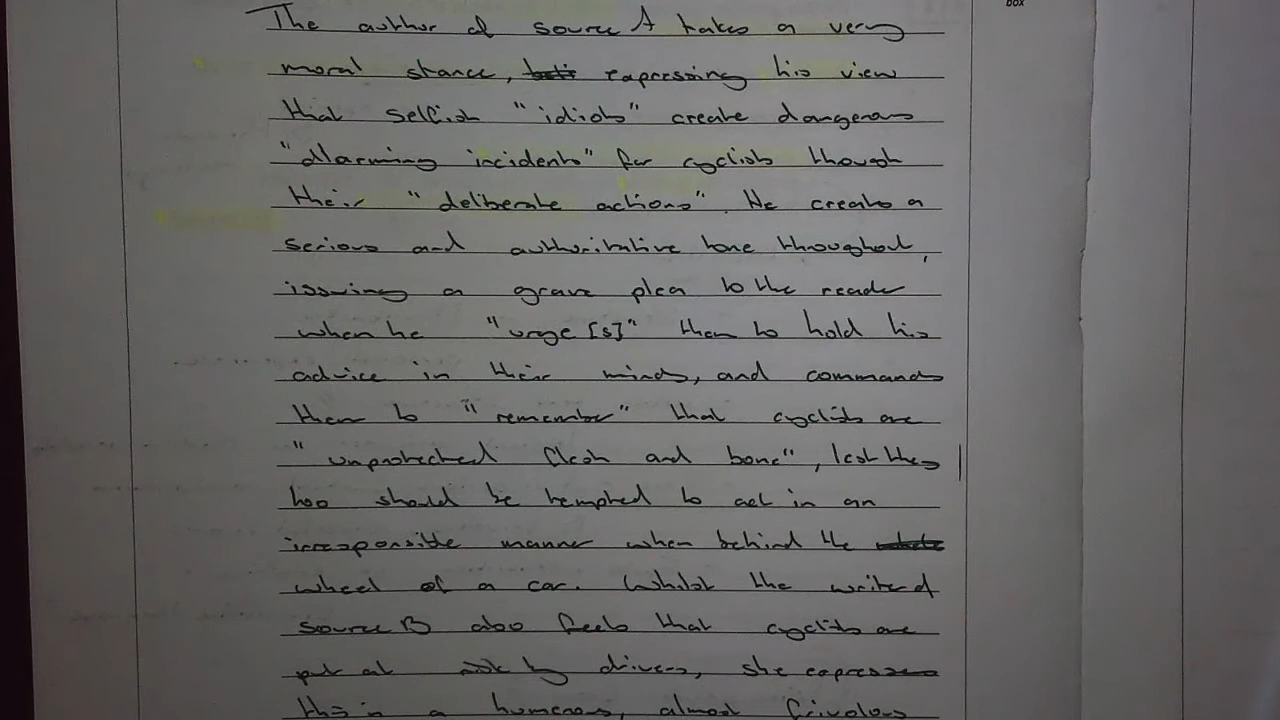 box
The author of source A takes a very
moral stance, expressing his view
that selfish "idiots" create dangerous
"alarming incidents" for cyclists though
their "deliberate actions". He creates a
serious and authoritative tone throughout,
issuing a grave plea to the reader
when he "urge[s]" them to hold his
advice in their minds, and commands
them to "remember" that cyclists are
"unprotected flesh and bone", lest they
too should be tempted to act in an
irresponsible manner when behind the
wheel of a car. Whilst the writer of
source B also feels that cyclists are
put at risk by drivers, she expresses
this in a humorous, almost frivolous